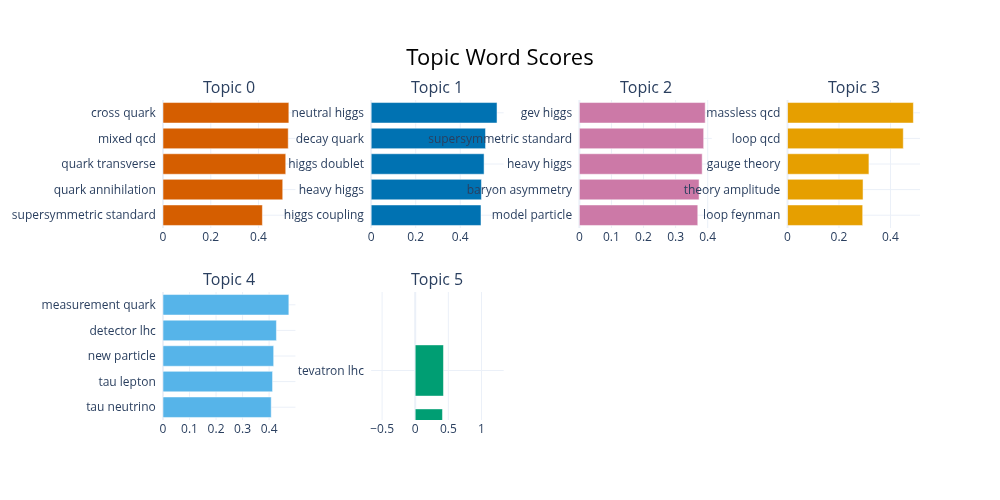 Topic Word Scores
Topic 0
cross quark
mixed qcd
quark transverse
quark annihilation
supersymmetric standard
0 0.2 0.4
Topic 1
neutral higgs
decay quark
higgs doublet
heavy higgs
higgs coupling
0 0.2 0.4
Topic 2
gev higgs
supersymmetric standard
heavy higgs
baryon asymmetry
model particle
0 0.1 0.2 0.3 0.4
Topic 3
massless qcd
loop qcd
gauge theory
theory amplitude
loop feynman
0 0.2 0.4
Topic 4
measurement quark
detector lhc
new particle
tau lepton
tau neutrino
0 0.1 0.2 0.3 0.4
Topic 5
tevatron lhc
−0.5 0 0.5 1